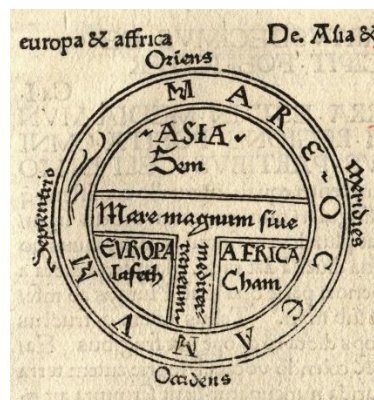 europa & affrica
De. Asia &
Oriens
MARE OCCEANVM
Septentrio
Meridies
ASIA
Sem
Mare magnum siue
mediterraneum
EVROPA
Iafeth
AFRICA
Cham
Occidens